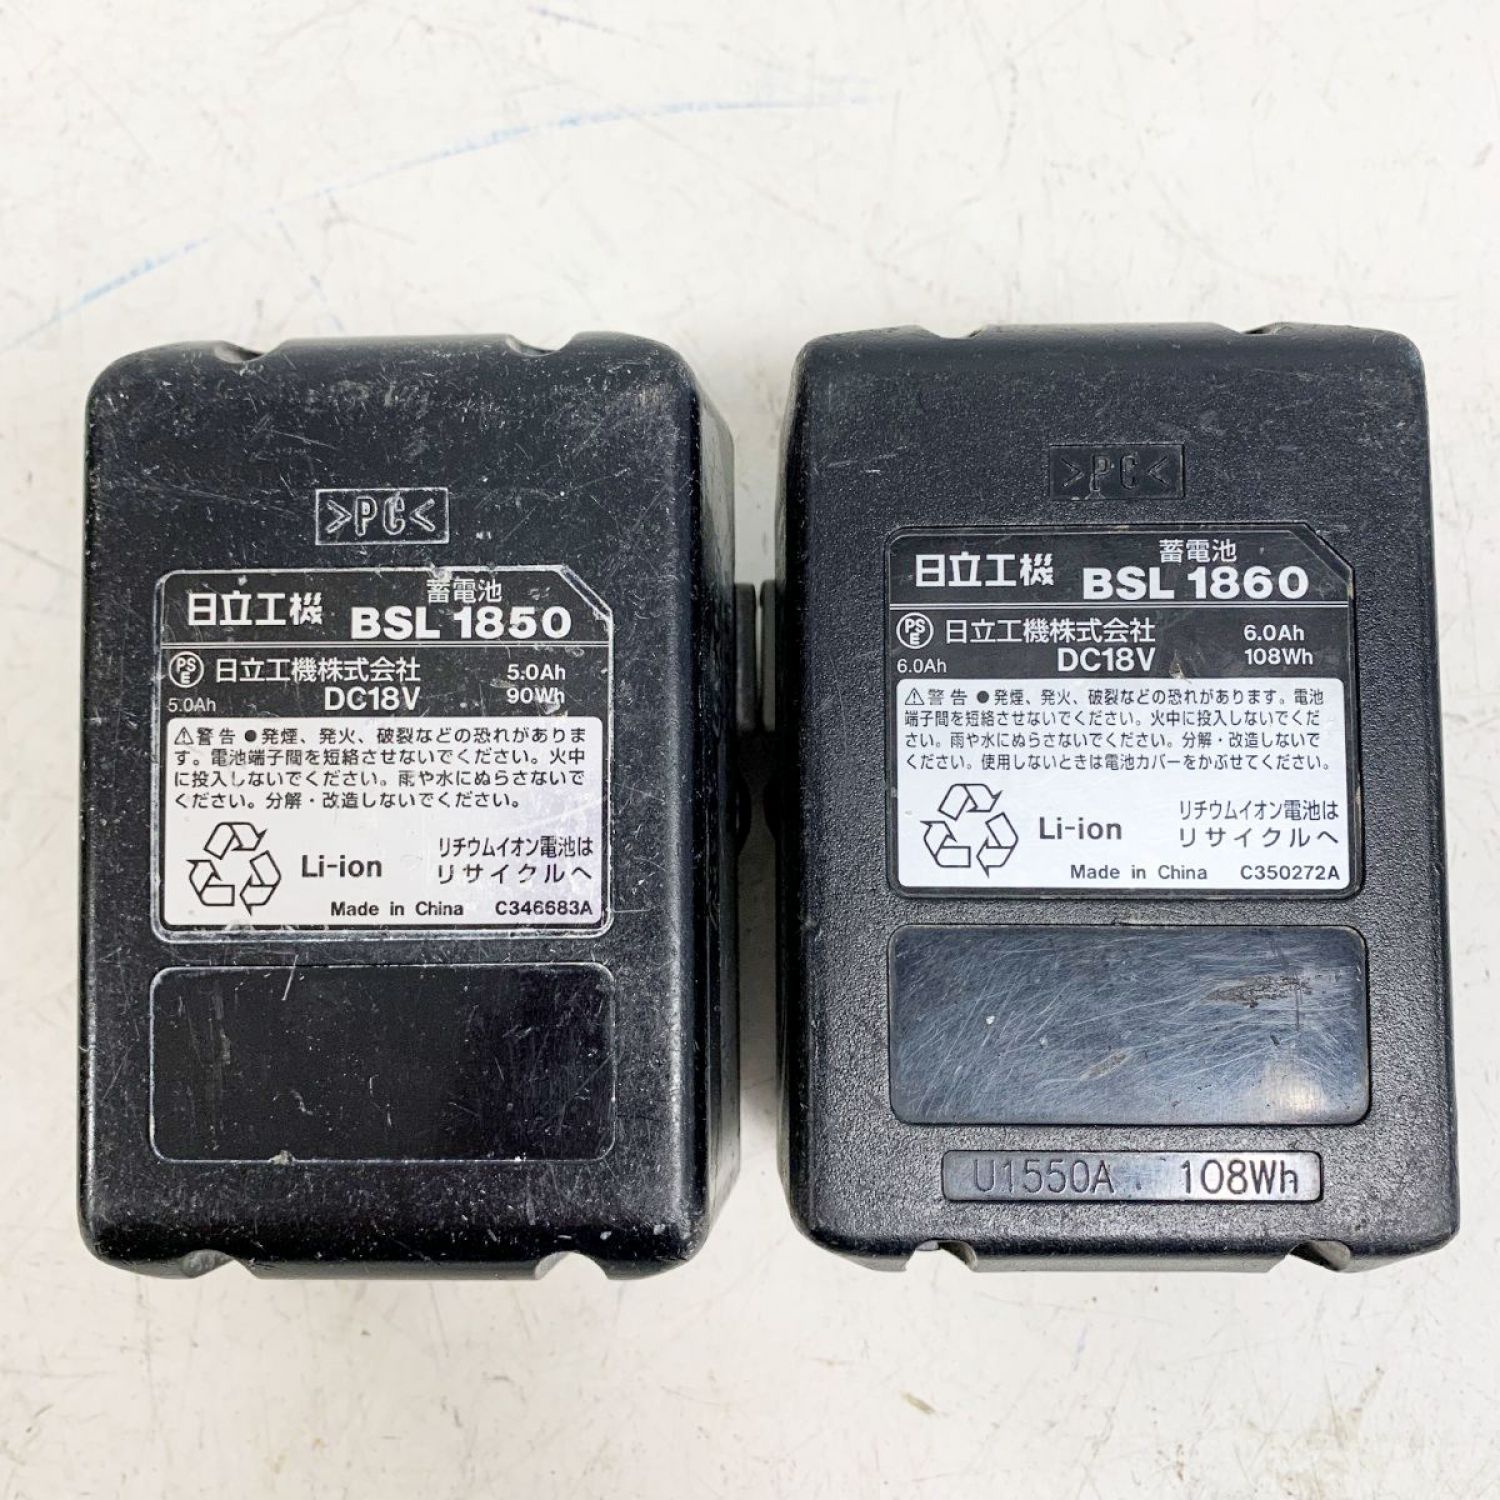 >PC<
日立工機
蓄電池
BSL 1850
PS
E
日立工機株式会社
5.0Ah
5.0Ah
DC18V
90Wh
⚠警告 ●発煙、発火、破裂などの恐れがありま
す。電池端子間を短絡させないでください。火中
に投入しないでください。雨や水にぬらさないで
ください。分解・改造しないでください。
Li-ion
リチウムイオン電池は
リサイクルへ
Made in China C346583A
>PC<
日立工機
蓄電池
BSL 1860
PS
E
日立工機株式会社
6.0Ah
6.0Ah
DC18V
108Wh
⚠警告 ●発煙、発火、破裂などの恐れがあります。電池
端子間を短絡させないでください。火中に投入しないでくだ
さい。雨や水にぬらさないでください。分解・改造しないで
ください。使用しないときは電池カバーをかぶせてください。
Li-ion
リチウムイオン電池は
リサイクルへ
Made in China C350272A
U1550A 108Wh